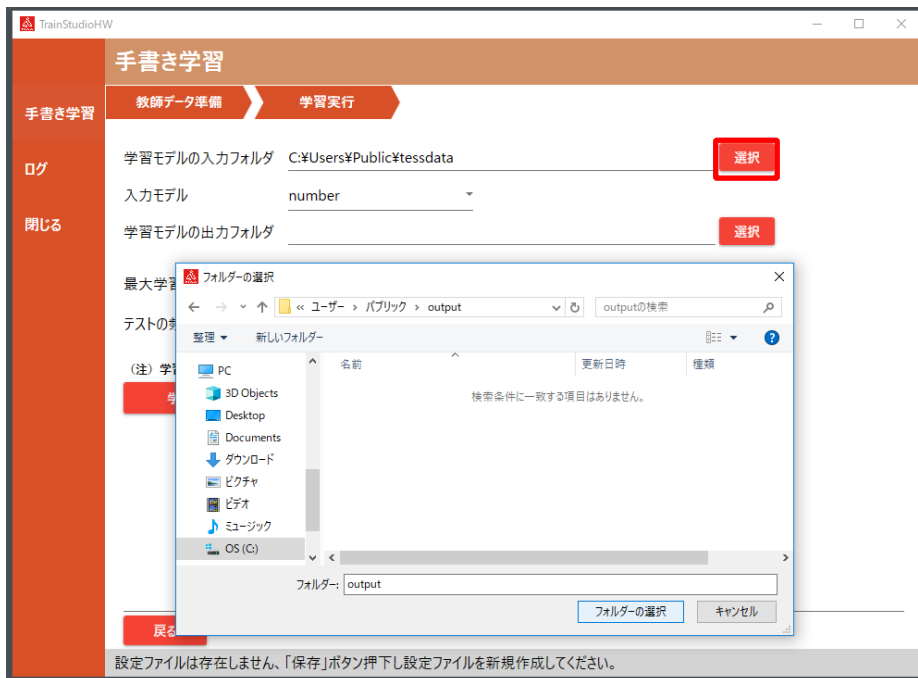 TrainStudioHW
手書き学習
手書き学習
ログ
閉じる
教師データ準備
学習実行
学習モデルの入力フォルダ C:¥Users¥Public¥tessdata 選択
入力モデル number
学習モデルの出力フォルダ 選択
最大学
テストの
(注) 学
戻る
フォルダーの選択
« ユーザー › パブリック › output
outputの検索
整理 新しいフォルダー
名前 更新日時 種類
検索条件に一致する項目はありません。
PC
3D Objects
Desktop
Documents
ダウンロード
ピクチャ
ビデオ
ミュージック
OS (C:)
フォルダー: output
フォルダーの選択 キャンセル
設定ファイルは存在しません、「保存」ボタン押下し設定ファイルを新規作成してください。